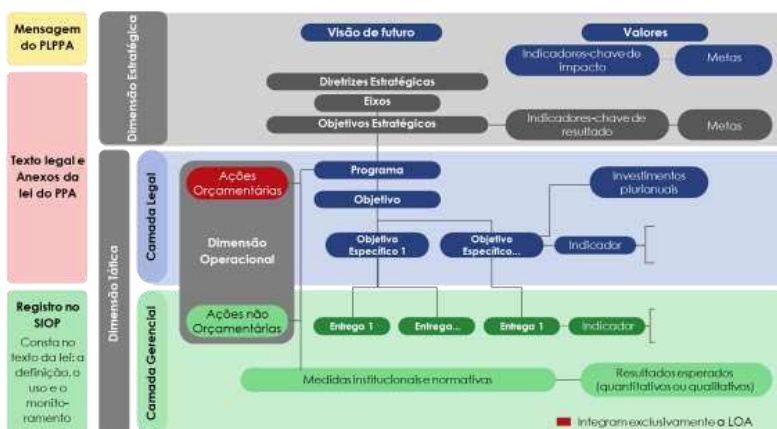 Mensagem
do PLPPA
Texto legal e
Anexos da
lei do PPA
Registro no
SIOP
Consta no
texto da lei: a
definição, o
uso e o
monito-
ramento
Dimensão Estratégica
Visão de futuro
Valores
Indicadores-chave de
impacto
Metas
Diretrizes Estratégicas
Eixos
Objetivos Estratégicos
Indicadores-chave de
resultado
Metas
Dimensão Tática
Camada Legal
Ações
Orçamentárias
Dimensão
Operacional
Programa
Objetivo
Investimentos
plurianuais
Objetivo
Específico 1
Objetivo
Específico...
Indicador
Camada Gerencial
Ações não
Orçamentárias
Entrega 1
Entrega...
Entrega 1
Indicador
Medidas institucionais e normativas
Resultados esperados
(quantitativos ou qualitativos)
Integram exclusivamente a LOA